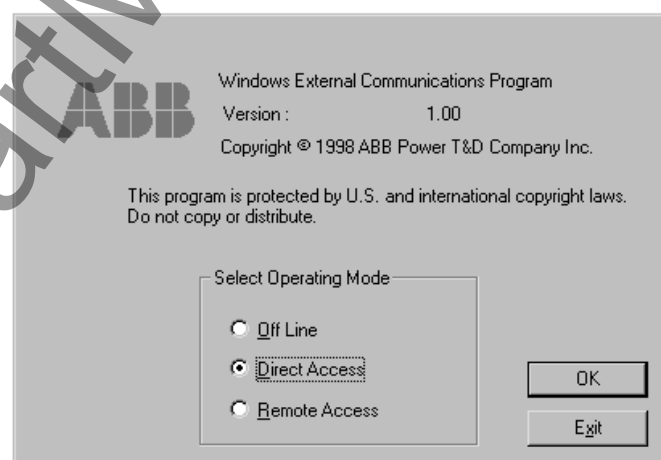 ABB
Windows External Communications Program
Version : 1.00
Copyright © 1998 ABB Power T&D Company Inc.
This program is protected by U.S. and international copyright laws.
Do not copy or distribute.
Select Operating Mode
Off Line
Direct Access
Remote Access
OK
Exit